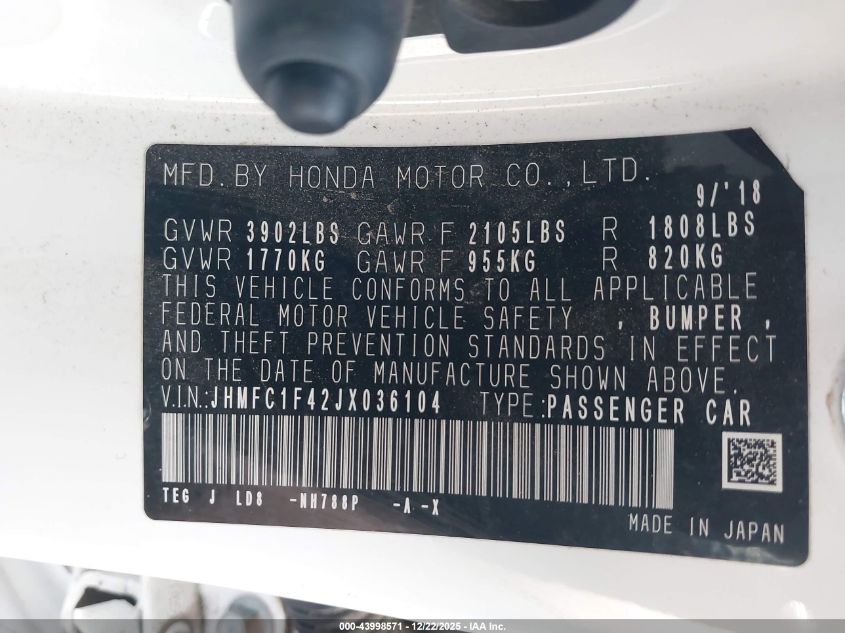 MFD. BY HONDA MOTOR CO., LTD.
9/'18
GVWR 3902LBS GAWR F 2105LBS R 1808LBS
GVWR 1770KG GAWR F 955KG R 820KG
THIS VEHICLE CONFORMS TO ALL APPLICABLE
FEDERAL MOTOR VEHICLE SAFETY , BUMPER ,
AND THEFT PREVENTION STANDARDS IN EFFECT
ON THE DATE OF MANUFACTURE SHOWN ABOVE.
V.I.N.:JHMFC1F42JX036104 TYPE:PASSENGER CAR
TEG J LD8 -NH788P -A -X
MADE IN JAPAN
000-43998571 - 12/22/2025 - IAA Inc.